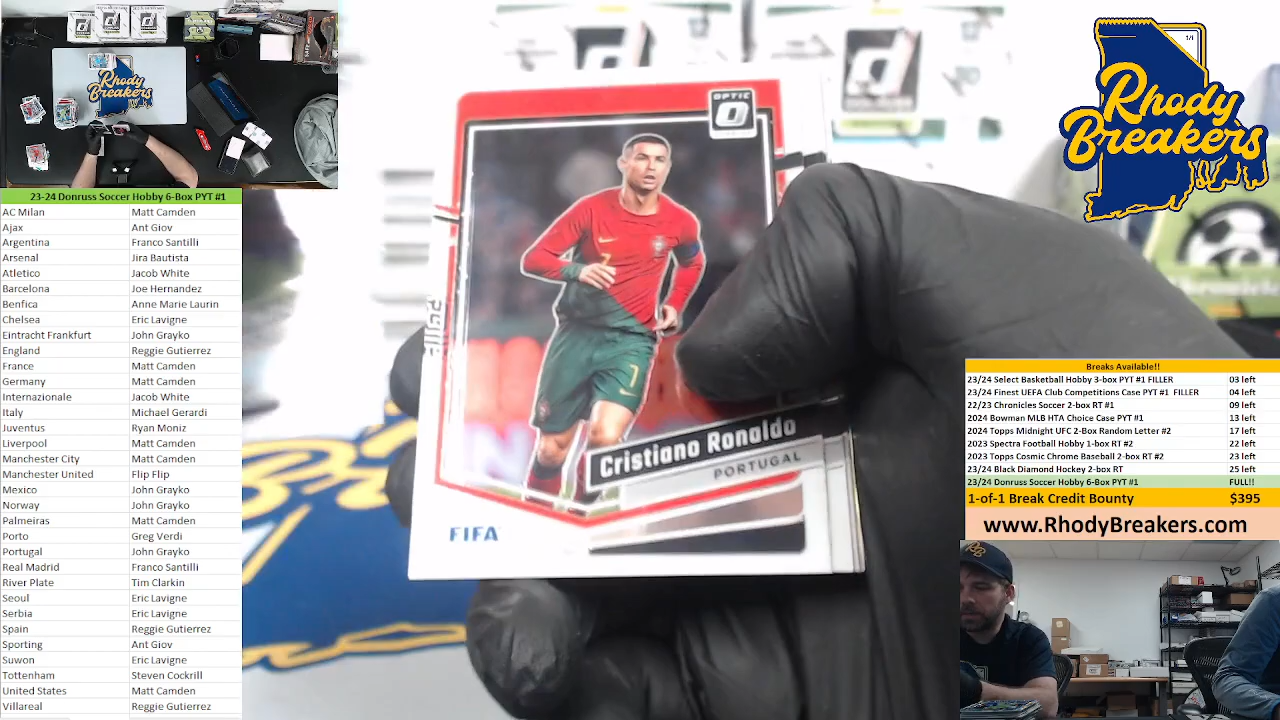 Rhody
Breakers
23-24 Donruss Soccer Hobby 6-Box PYT #1
AC Milan Matt Camden
Ajax Ant Giov
Argentina Franco Santilli
Arsenal Jira Bautista
Atletico Jacob White
Barcelona Joe Hernandez
Benfica Anne Marie Laurin
Chelsea Eric Lavigne
Eintracht Frankfurt John Grayko
England Reggie Gutierrez
France Matt Camden
Germany Matt Camden
Internazionale Jacob White
Italy Michael Gerardi
Juventus Ryan Moniz
Liverpool Matt Camden
Manchester City Matt Camden
Manchester United Flip Flip
Mexico John Grayko
Norway John Grayko
Palmeiras Matt Camden
Porto Greg Verdi
Portugal John Grayko
Real Madrid Franco Santilli
River Plate Tim Clarkin
Seoul Eric Lavigne
Serbia Eric Lavigne
Spain Reggie Gutierrez
Sporting Ant Giov
Suwon Eric Lavigne
Tottenham Steven Cockrill
United States Matt Camden
Villareal Reggie Gutierrez
OPTIC
7
7
Cristiano Ronaldo
PORTUGAL
FIFA
1/1
Rhody
Breakers
Breaks Available!!
23/24 Select Basketball Hobby 3-box PYT #1 FILLER 03 left
23/24 Finest UEFA Club Competitions Case PYT #1 FILLER 04 left
22/23 Chronicles Soccer 2-box RT #1 09 left
2024 Bowman MLB HTA Choice Case PYT #1 13 left
2024 Topps Midnight UFC 2-Box Random Letter #2 17 left
2023 Spectra Football Hobby 1-box RT #2 22 left
2023 Topps Cosmic Chrome Baseball 2-box RT #2 23 left
23/24 Black Diamond Hockey 2-box RT 25 left
23/24 Donruss Soccer Hobby 6-Box PYT #1 FULL!!
1-of-1 Break Credit Bounty $395
www.RhodyBreakers.com